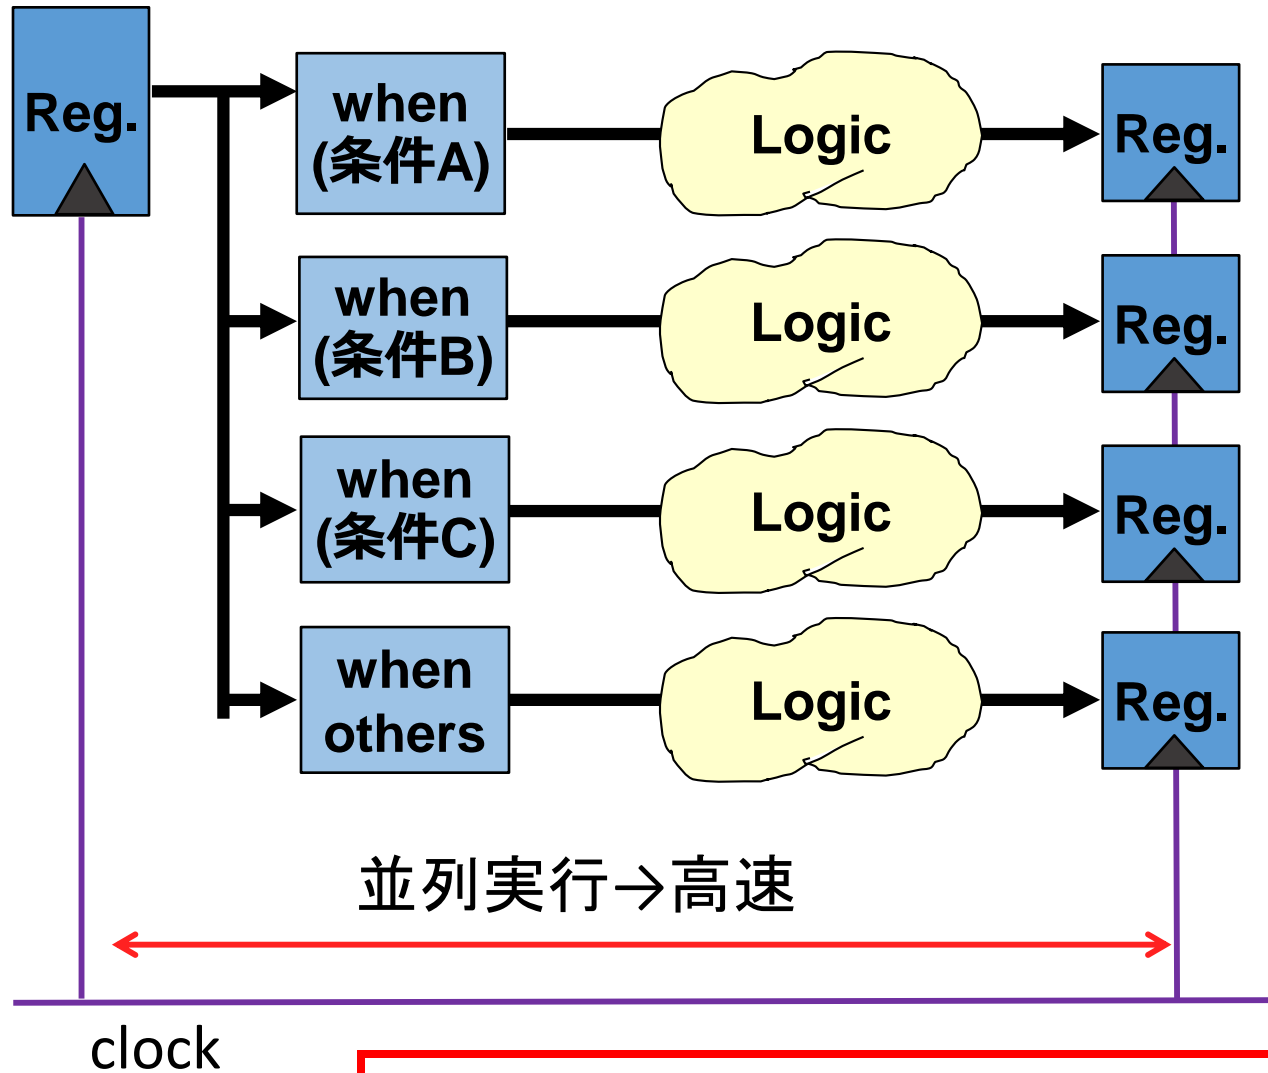 Reg.
when
(条件A)
Logic
Reg.
when
(条件B)
Logic
Reg.
when
(条件C)
Logic
Reg.
when
others
Logic
Reg.
並列実行→高速
clock